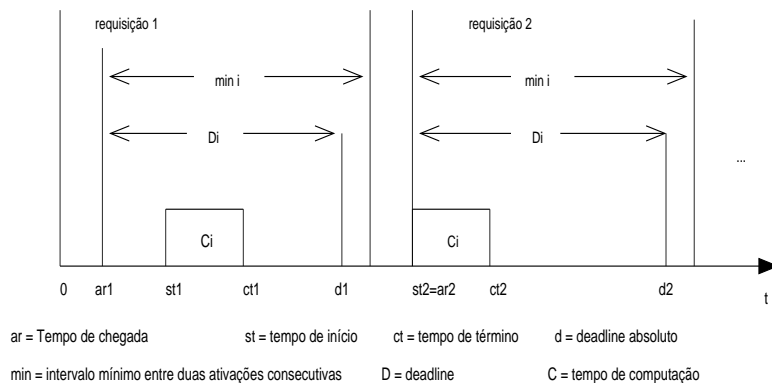 requisição 1
requisição 2
min i
min i
Di
Di
...
Ci
Ci
0
ar1
st1
ct1
d1
st2=ar2
ct2
d2
t
ar = Tempo de chegada
st = tempo de início
ct = tempo de término
d = deadline absoluto
min = intervalo mínimo entre duas ativações consecutivas
D = deadline
C = tempo de computação